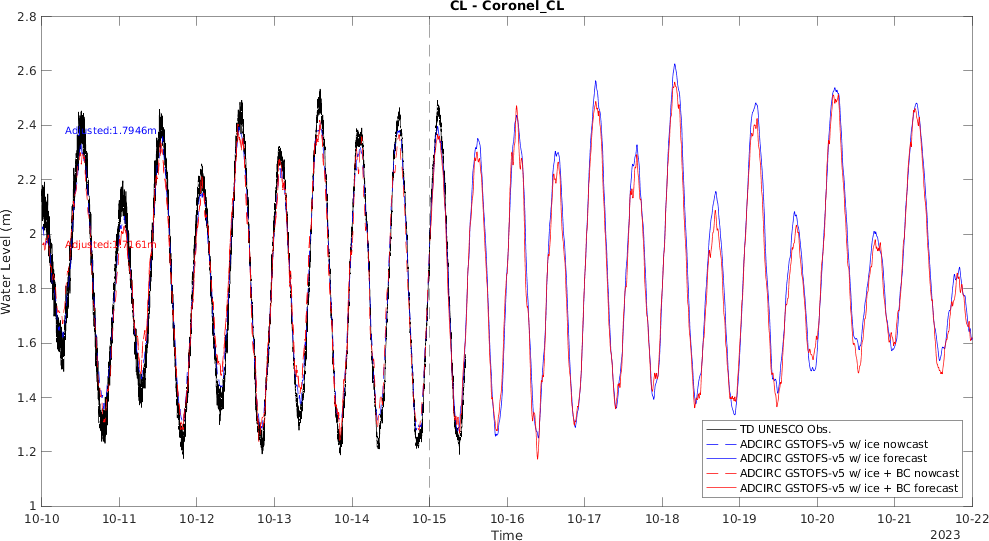 CL - Coronel_CL
2.8
2.6
2.4
2.2
2
1.8
1.6
1.4
1.2
1
Water Level (m)
Adjusted:1.7946m
Adjusted:1.7161m
TD UNESCO Obs.
ADCIRC GSTOFS-v5 w/ ice nowcast
ADCIRC GSTOFS-v5 w/ ice forecast
ADCIRC GSTOFS-v5 w/ ice + BC nowcast
ADCIRC GSTOFS-v5 w/ ice + BC forecast
10-10 10-11 10-12 10-13 10-14 10-15 10-16 10-17 10-18 10-19 10-20 10-21 10-22
Time
2023